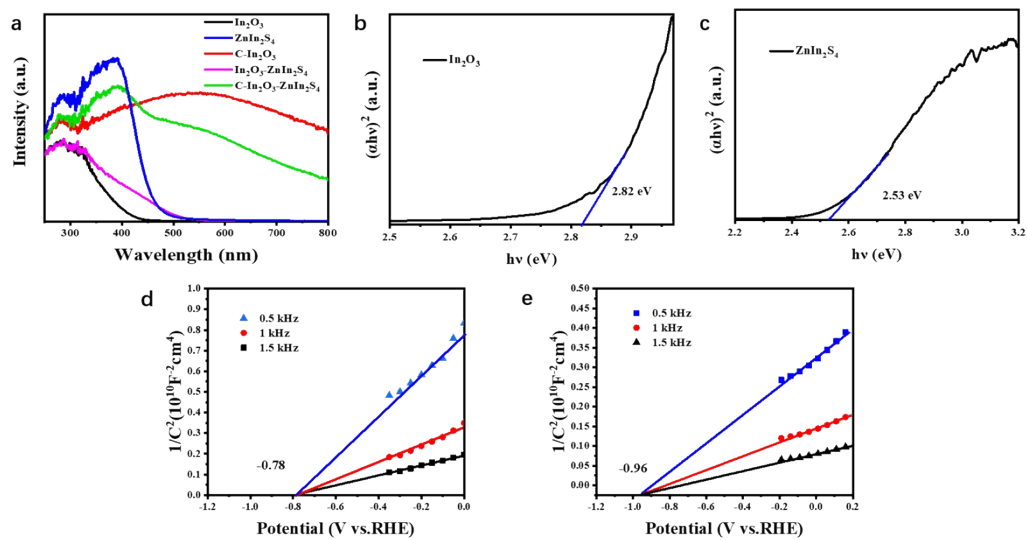 a
In₂O₃
ZnIn₂S₄
C-In₂O₃
In₂O₃-ZnIn₂S₄
C-In₂O₃-ZnIn₂S₄
Intensity (a.u.)
300 400 500 600 700 800
Wavelength (nm)
b
In₂O₃
(αhν)² (a.u.)
2.82 eV
2.5 2.6 2.7 2.8 2.9
hν (eV)
c
ZnIn₂S₄
(αhν)² (a.u.)
2.53 eV
2.2 2.4 2.6 2.8 3.0 3.2
hν (eV)
d
0.5 kHz
1 kHz
1.5 kHz
1/C²(10¹⁰F⁻²cm⁴)
1.0
0.9
0.8
0.7
0.6
0.5
0.4
0.3
0.2
0.1
0.0
-0.78
-1.2 -1.0 -0.8 -0.6 -0.4 -0.2 0.0
Potential (V vs.RHE)
e
0.5 kHz
1 kHz
1.5 kHz
1/C²(10¹⁰F⁻²cm⁴)
0.50
0.45
0.40
0.35
0.30
0.25
0.20
0.15
0.10
0.05
0.00
-0.96
-1.2 -1.0 -0.8 -0.6 -0.4 -0.2 0.0 0.2
Potential (V vs.RHE)